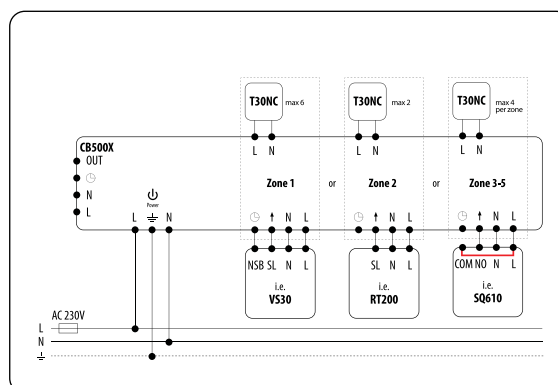 T30NC max 6
T30NC max 2
T30NC max 4 per zone
L N
L N
L N
CB500X
OUT
N
L
Power
L N
Zone 1 or Zone 2 or Zone 3-5
N L
N L
N L
NSB SL N L
SL N L
COM NO N L
i.e.
VS30
i.e.
RT200
i.e.
SQ610
AC 230V
L
N